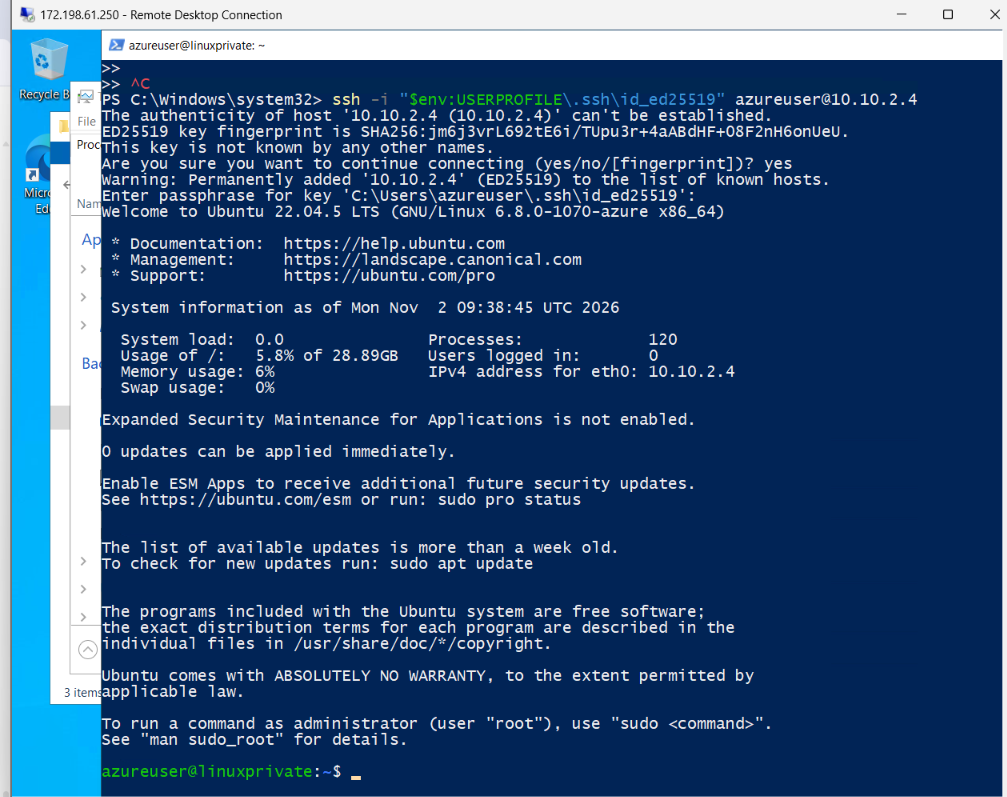 172.198.61.250 - Remote Desktop Connection
Recycle B
azureuser@linuxprivate: ~
File
Proc
Micro
Ed
Nam
Ap
Bac
3 items
>>
>> ^C
PS C:\Windows\system32> ssh -i "$env:USERPROFILE\.ssh\id_ed25519" azureuser@10.10.2.4
The authenticity of host '10.10.2.4 (10.10.2.4)' can't be established.
ED25519 key fingerprint is SHA256:jm6j3vrL692tE6i/TUpu3r+4aABdHF+O8F2nH6onUeU.
This key is not known by any other names.
Are you sure you want to continue connecting (yes/no/[fingerprint])? yes
Warning: Permanently added '10.10.2.4' (ED25519) to the list of known hosts.
Enter passphrase for key 'C:\Users\azureuser\.ssh\id_ed25519':
Welcome to Ubuntu 22.04.5 LTS (GNU/Linux 6.8.0-1070-azure x86_64)
* Documentation: https://help.ubuntu.com
* Management: https://landscape.canonical.com
* Support: https://ubuntu.com/pro
System information as of Mon Nov 2 09:38:45 UTC 2026
System load: 0.0 Processes: 120
Usage of /: 5.8% of 28.89GB Users logged in: 0
Memory usage: 6% IPv4 address for eth0: 10.10.2.4
Swap usage: 0%
Expanded Security Maintenance for Applications is not enabled.
0 updates can be applied immediately.
Enable ESM Apps to receive additional future security updates.
See https://ubuntu.com/esm or run: sudo pro status
The list of available updates is more than a week old.
To check for new updates run: sudo apt update
The programs included with the Ubuntu system are free software;
the exact distribution terms for each program are described in the
individual files in /usr/share/doc/*/copyright.
Ubuntu comes with ABSOLUTELY NO WARRANTY, to the extent permitted by
applicable law.
To run a command as administrator (user "root"), use "sudo <command>".
See "man sudo_root" for details.
azureuser@linuxprivate:~$